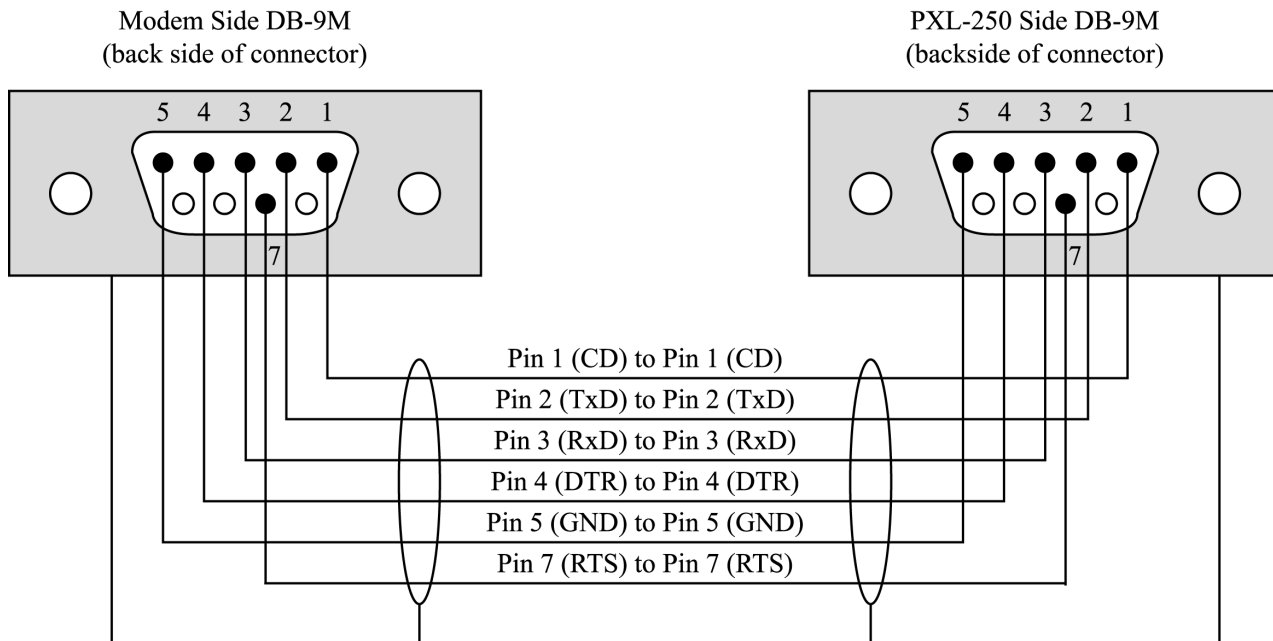 Modem Side DB-9M
(back side of connector)
PXL-250 Side DB-9M
(backside of connector)
5 4 3 2 1
5 4 3 2 1
7
7
Pin 1 (CD) to Pin 1 (CD)
Pin 2 (TxD) to Pin 2 (TxD)
Pin 3 (RxD) to Pin 3 (RxD)
Pin 4 (DTR) to Pin 4 (DTR)
Pin 5 (GND) to Pin 5 (GND)
Pin 7 (RTS) to Pin 7 (RTS)